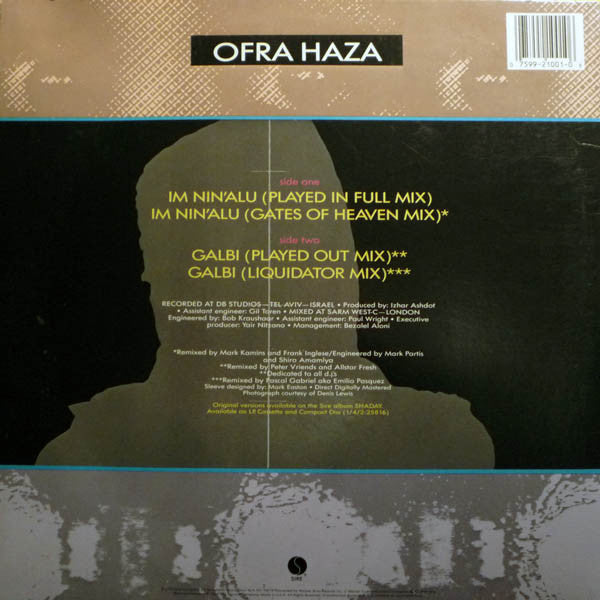 OFRA HAZA
0 7599-21001-0 6
side one
IM NIN'ALU (PLAYED IN FULL MIX)
IM NIN'ALU (GATES OF HEAVEN MIX)*
side two
GALBI (PLAYED OUT MIX)**
GALBI (LIQUIDATOR MIX)***
RECORDED AT DB STUDIOS—TEL-AVIV—ISRAEL • Produced by: Izhar Ashdot
• Assistant engineer: Gil Toren • MIXED AT SARM WEST-C—LONDON
Engineered by: Bob Kraushaar • Assistant engineer: Paul Wright • Executive
producer: Yair Nitzano • Management: Bezalel Aloni
*Remixed by Mark Kamins and Frank Inglese/Engineered by Mark Partis
and Shiro Amamiya
**Remixed by Peter Vriends and Allstar Fresh
**Dedicated to all d.j's
***Remixed by Pascal Gabriel aka Emilio Pasquez
Sleeve designed by: Mark Easton • Direct Digitally Mastered
Photograph courtesy of Denis Lewis
Original versions available on the Sire album SHADAY.
Available on LP, Cassette and Compact Disc (1/4/2-25816)
S
SIRE